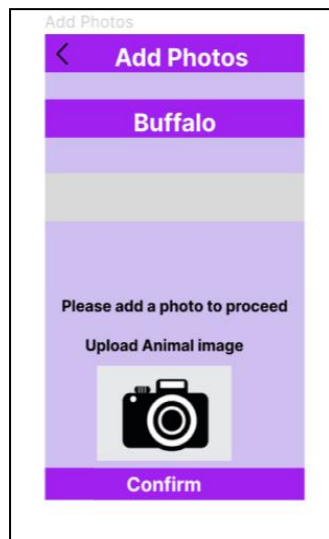 Add Photos
Add Photos
Buffalo
Please add a photo to proceed
Upload Animal image
Confirm